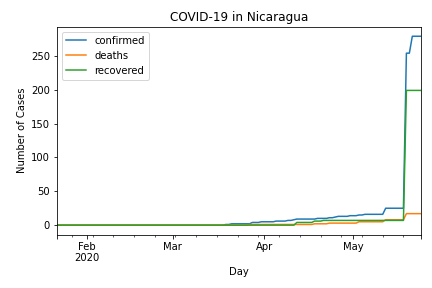 COVID-19 in Nicaragua
confirmed
deaths
recovered
Number of Cases
250
200
150
100
50
0
Feb
2020
Mar
Apr
May
Day